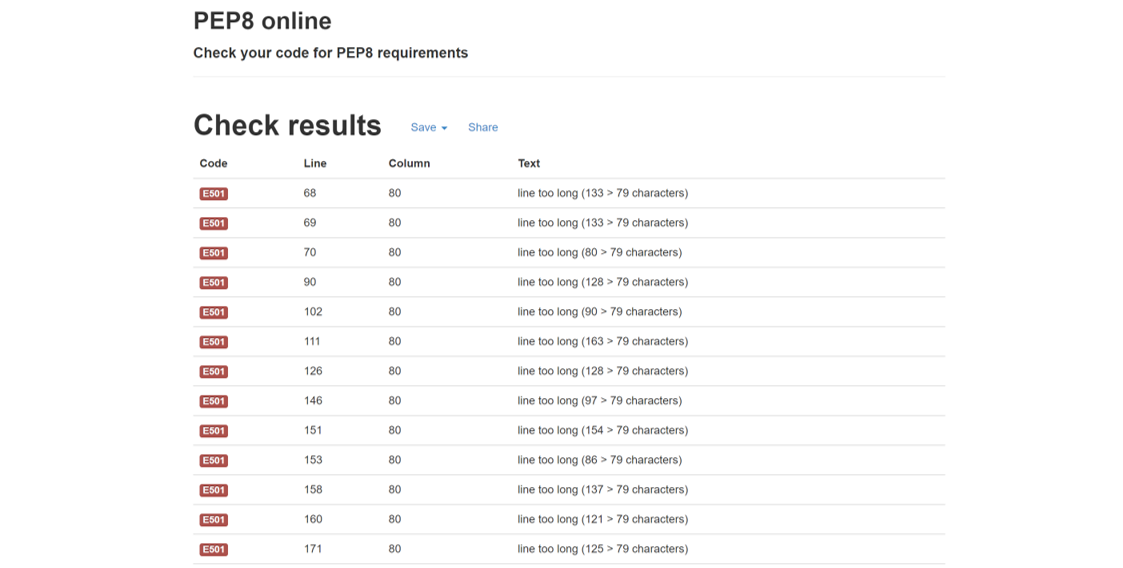 PEP8 online
Check your code for PEP8 requirements
Check results Save Share
Code Line Column Text
E501 68 80 line too long (133 > 79 characters)
E501 69 80 line too long (133 > 79 characters)
E501 70 80 line too long (80 > 79 characters)
E501 90 80 line too long (128 > 79 characters)
E501 102 80 line too long (90 > 79 characters)
E501 111 80 line too long (163 > 79 characters)
E501 126 80 line too long (128 > 79 characters)
E501 146 80 line too long (97 > 79 characters)
E501 151 80 line too long (154 > 79 characters)
E501 153 80 line too long (86 > 79 characters)
E501 158 80 line too long (137 > 79 characters)
E501 160 80 line too long (121 > 79 characters)
E501 171 80 line too long (125 > 79 characters)